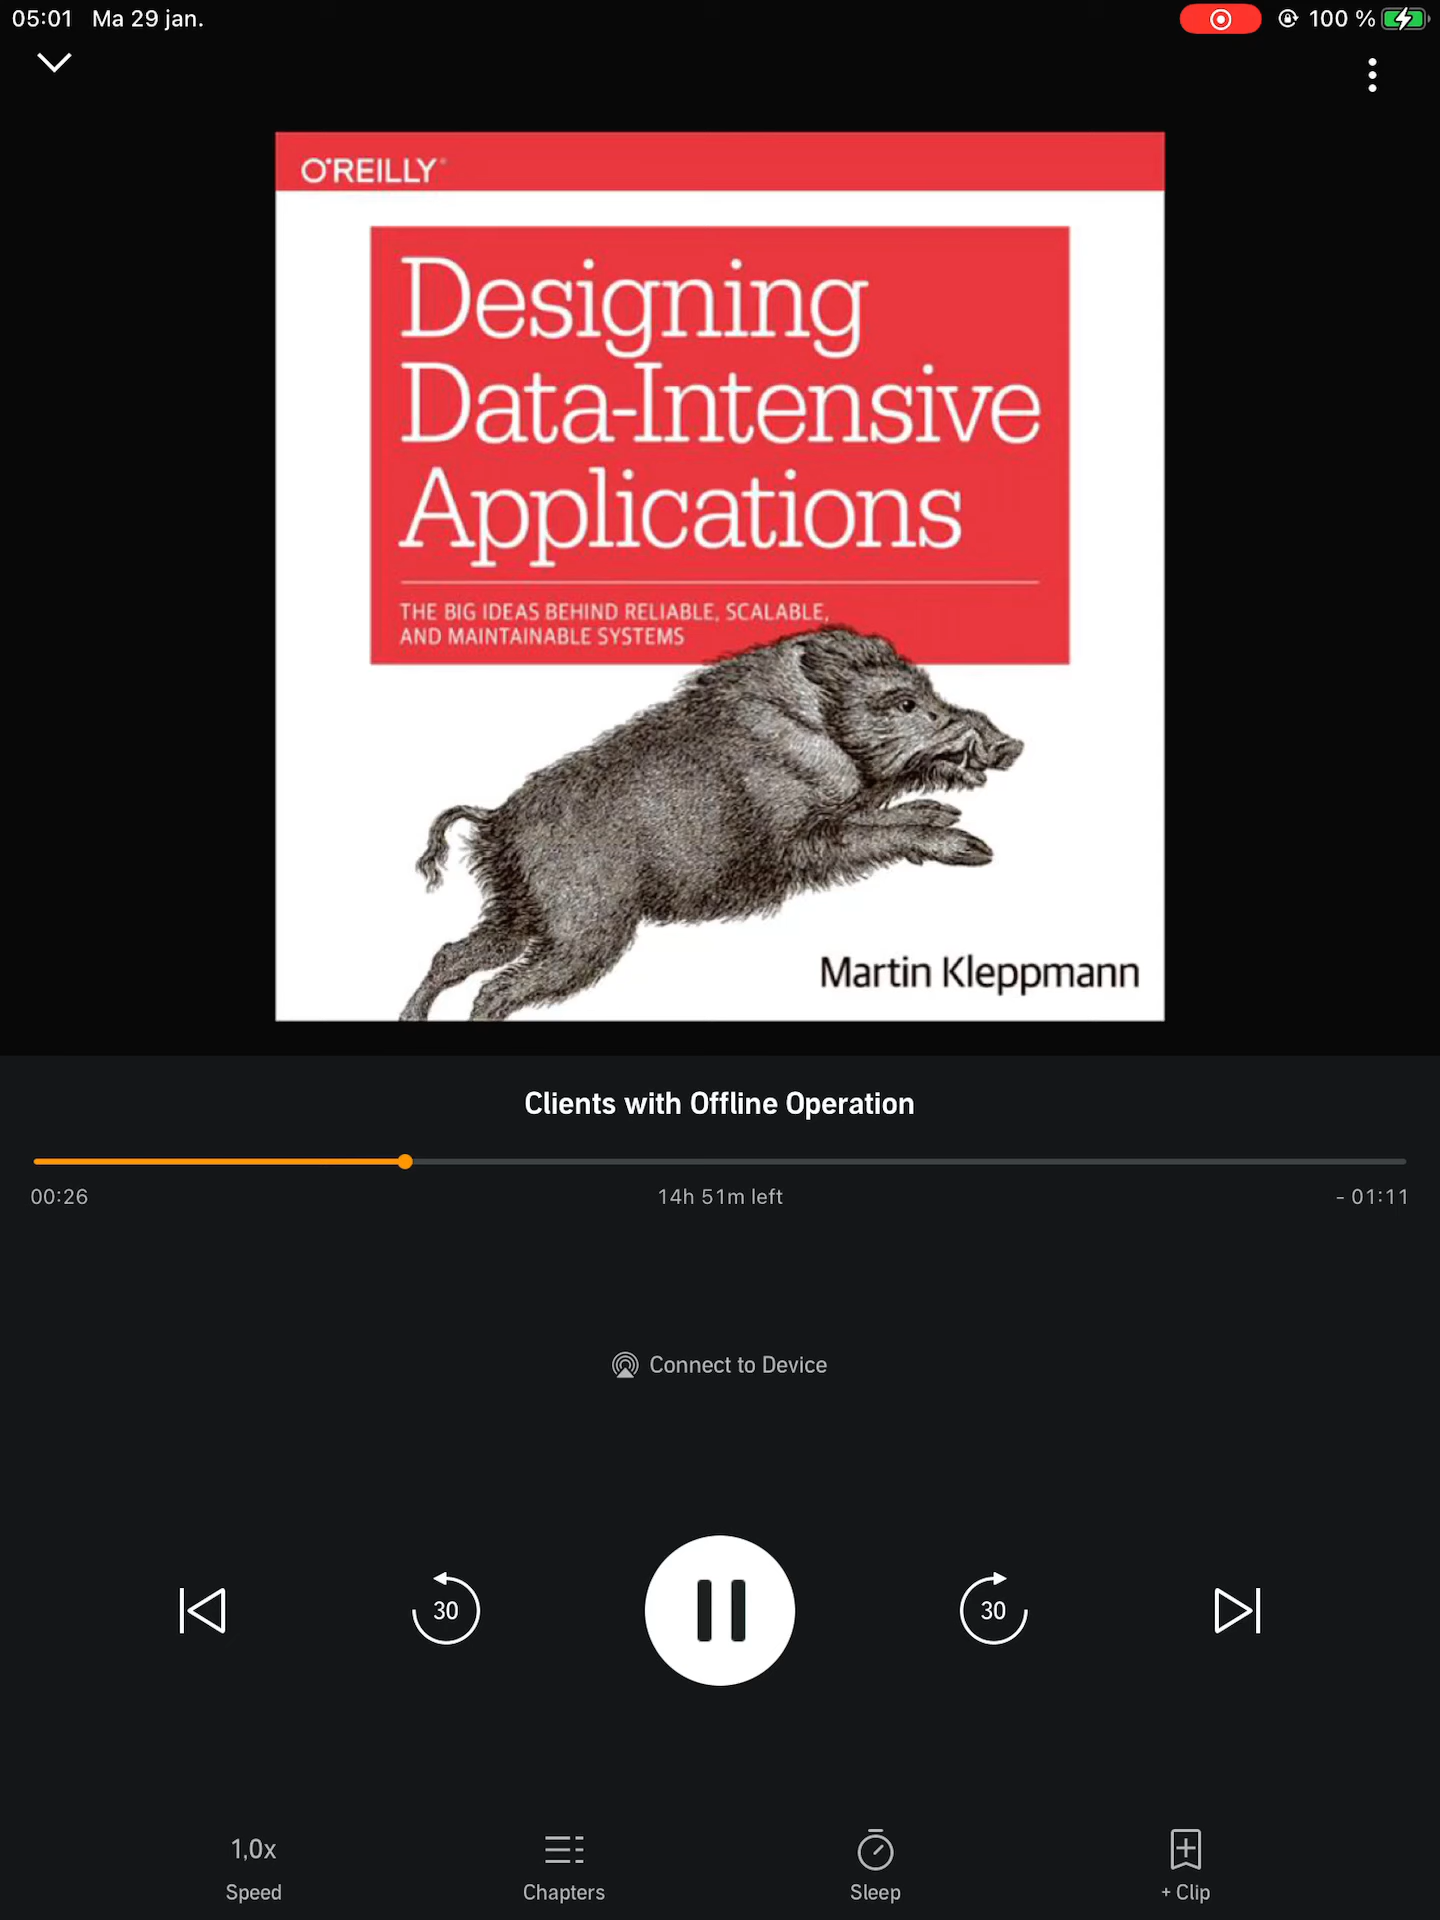 05:01 Ma 29 jan.
100 %
O'REILLY®
Designing
Data-Intensive
Applications
THE BIG IDEAS BEHIND RELIABLE, SCALABLE,
AND MAINTAINABLE SYSTEMS
Martin Kleppmann
Clients with Offline Operation
00:26
14h 51m left
- 01:11
Connect to Device
30
30
1,0x
Speed
Chapters
Sleep
+ Clip